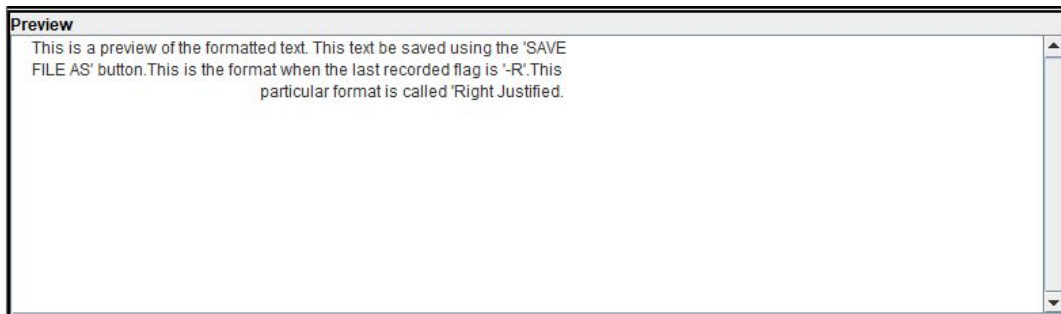 Preview
This is a preview of the formatted text. This text be saved using the 'SAVE
FILE AS' button.This is the format when the last recorded flag is '-R'.This
particular format is called 'Right Justified.